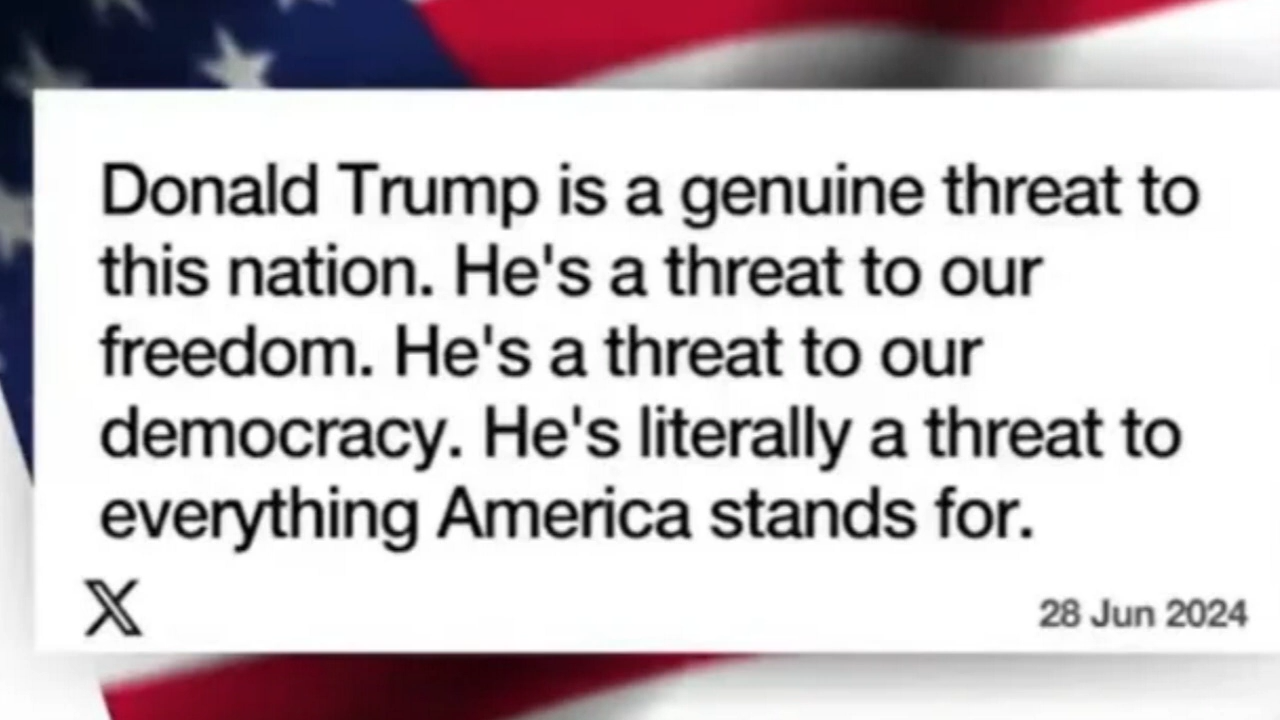 Donald Trump is a genuine threat to
this nation. He's a threat to our
freedom. He's a threat to our
democracy. He's literally a threat to
everything America stands for.
28 Jun 2024